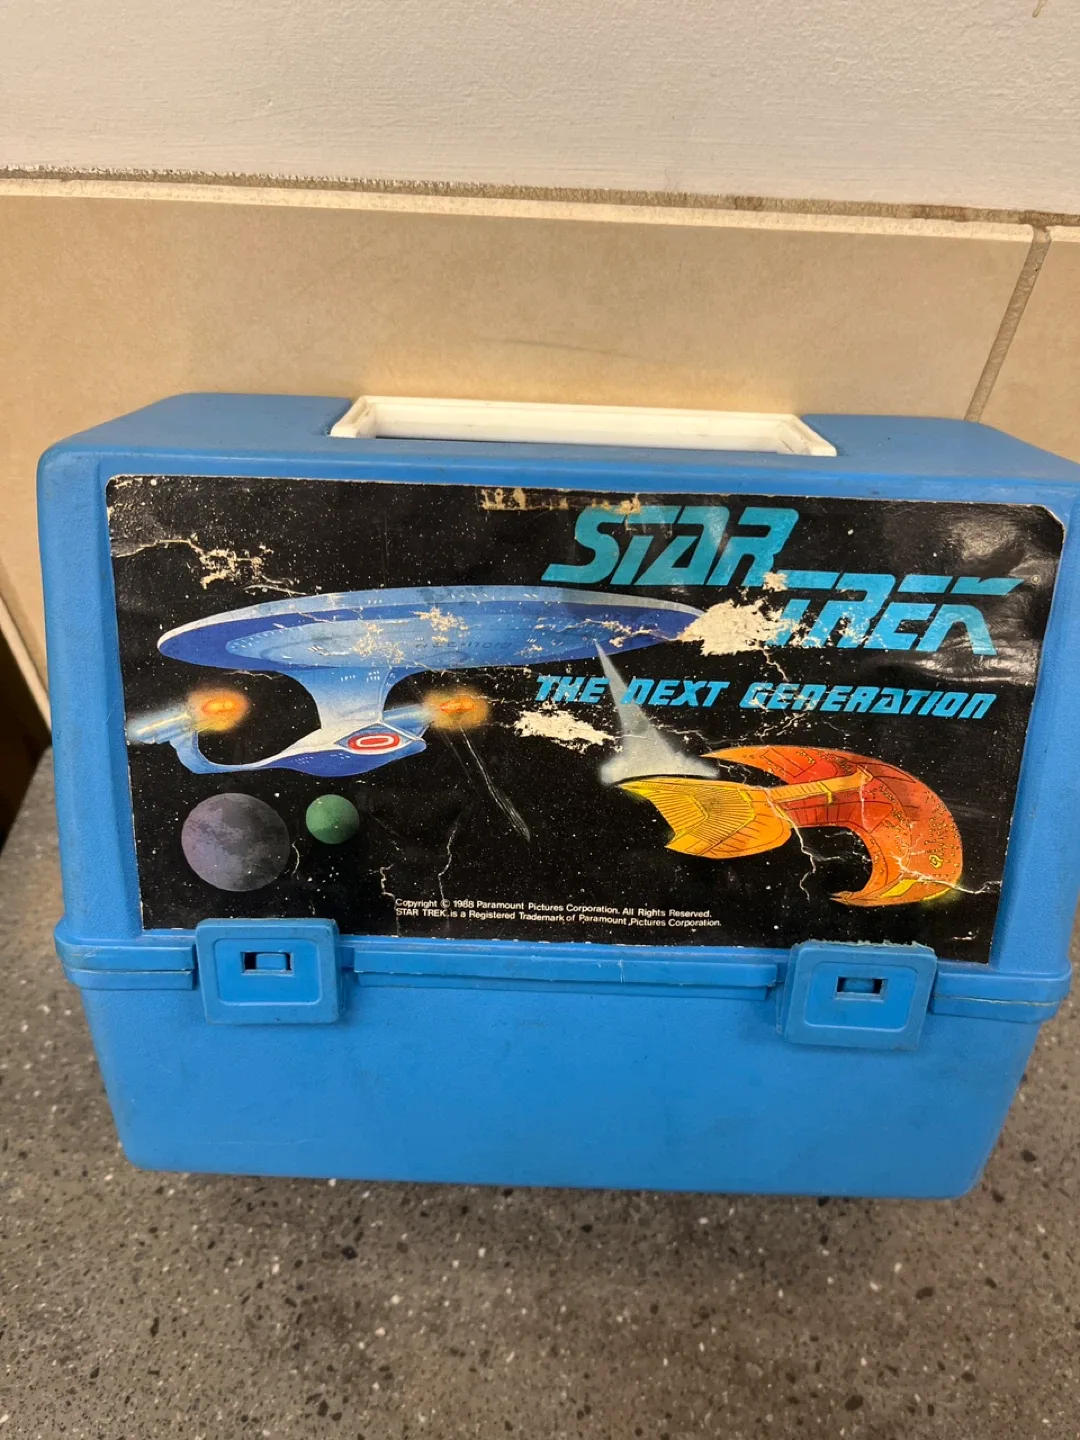 STAR
TREK
THE NEXT GENERATION
Copyright © 1988 Paramount Pictures Corporation. All Rights Reserved.
STAR TREK is a Registered Trademark of Paramount Pictures Corporation.